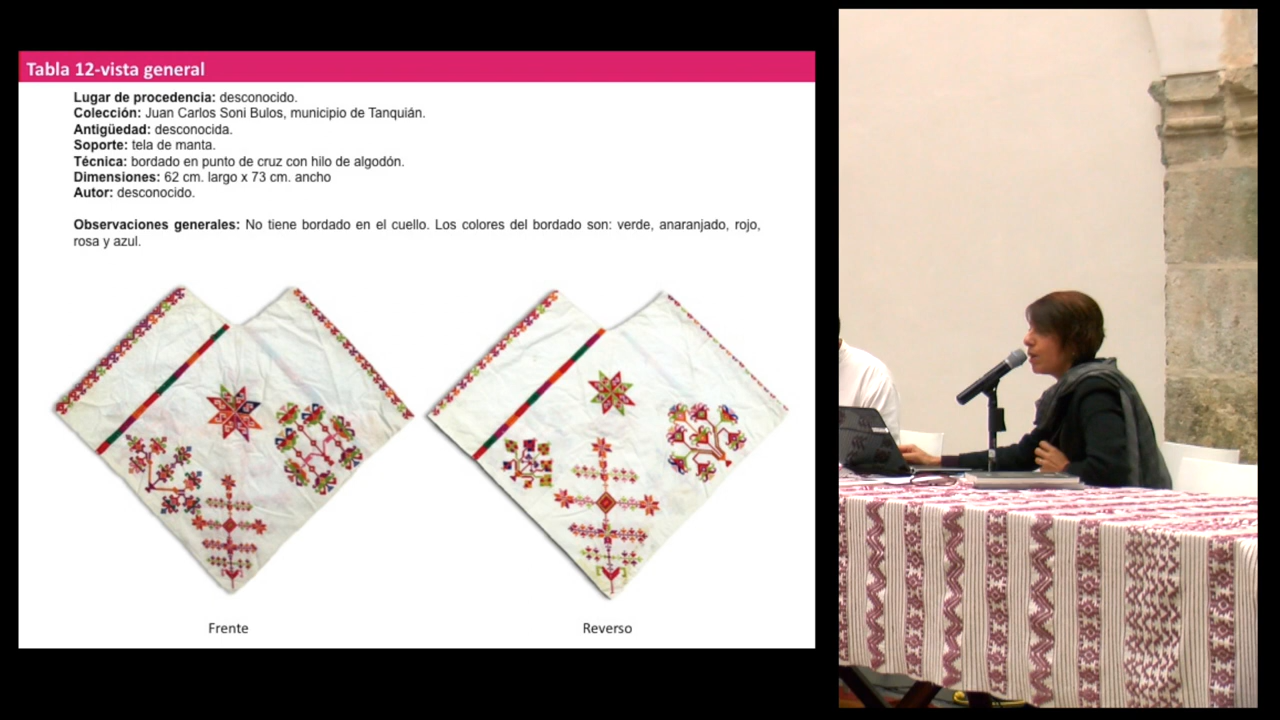 Tabla 12-vista general
Lugar de procedencia: desconocido.
Colección: Juan Carlos Soni Bulos, municipio de Tanquián.
Antigüedad: desconocida.
Soporte: tela de manta.
Técnica: bordado en punto de cruz con hilo de algodón.
Dimensiones: 62 cm. largo x 73 cm. ancho
Autor: desconocido.
Observaciones generales: No tiene bordado en el cuello. Los colores del bordado son: verde, anaranjado, rojo,
rosa y azul.
Frente
Reverso